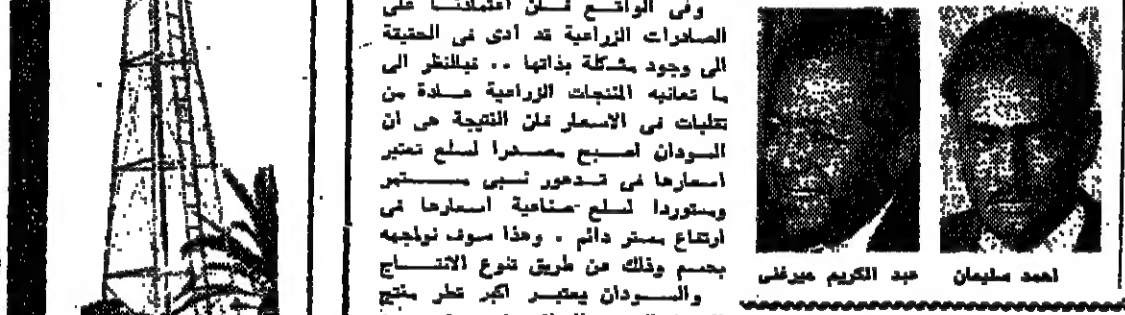 وفى الواقع فان اعتمادنا على
الصادرات الزراعية قد أدى فى الحقيقة
الى وجود مشكلة بذاتها .. فبالنظر الى
ما تعانيه المنتجات الزراعية عادة من
تقلبات فى الاسعار فان النتيجة هى ان
السودان اصبح مصدرا لسلع تعتبر
اسعارها فى تدهور نسبى مستمر
ومستوردا لسلع صناعية اسعارها فى
ارتفاع مستر دائم . وهذا سوف نواجهه
بحسم وذلك عن طريق تنوع الانتاج
والسودان يعتبر اكبر قطر منتج
احمد سليمان
عبد الكريم ميرغنى